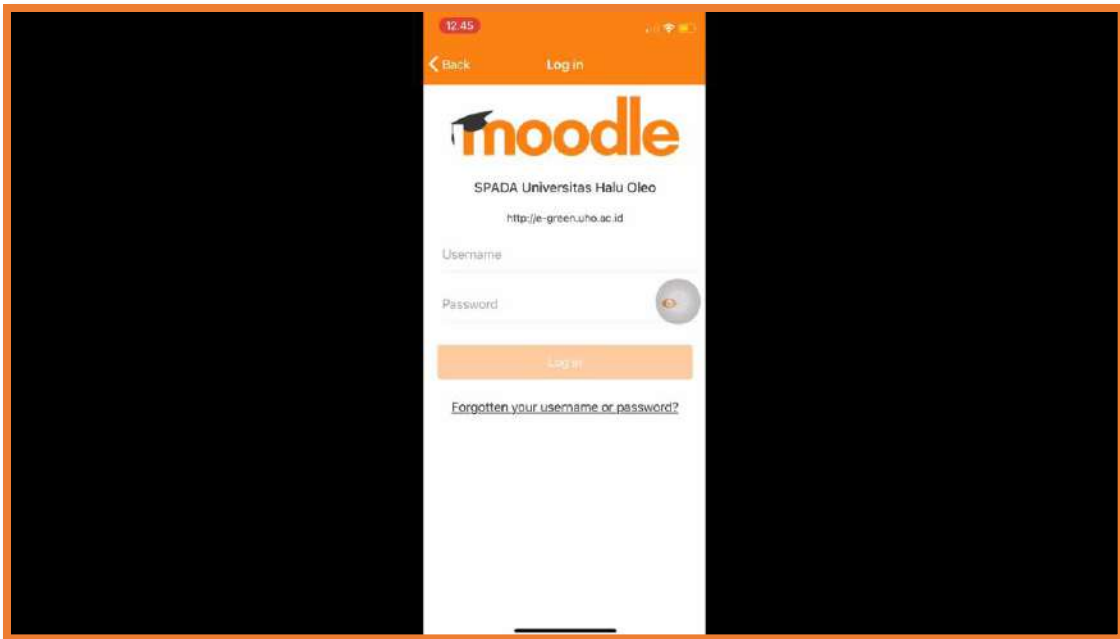 12.45
Back
Log in
moodle
SPADA Universitas Halu Oleo
http://e-green.uho.ac.id
Username
Password
Log in
Forgotten your username or password?